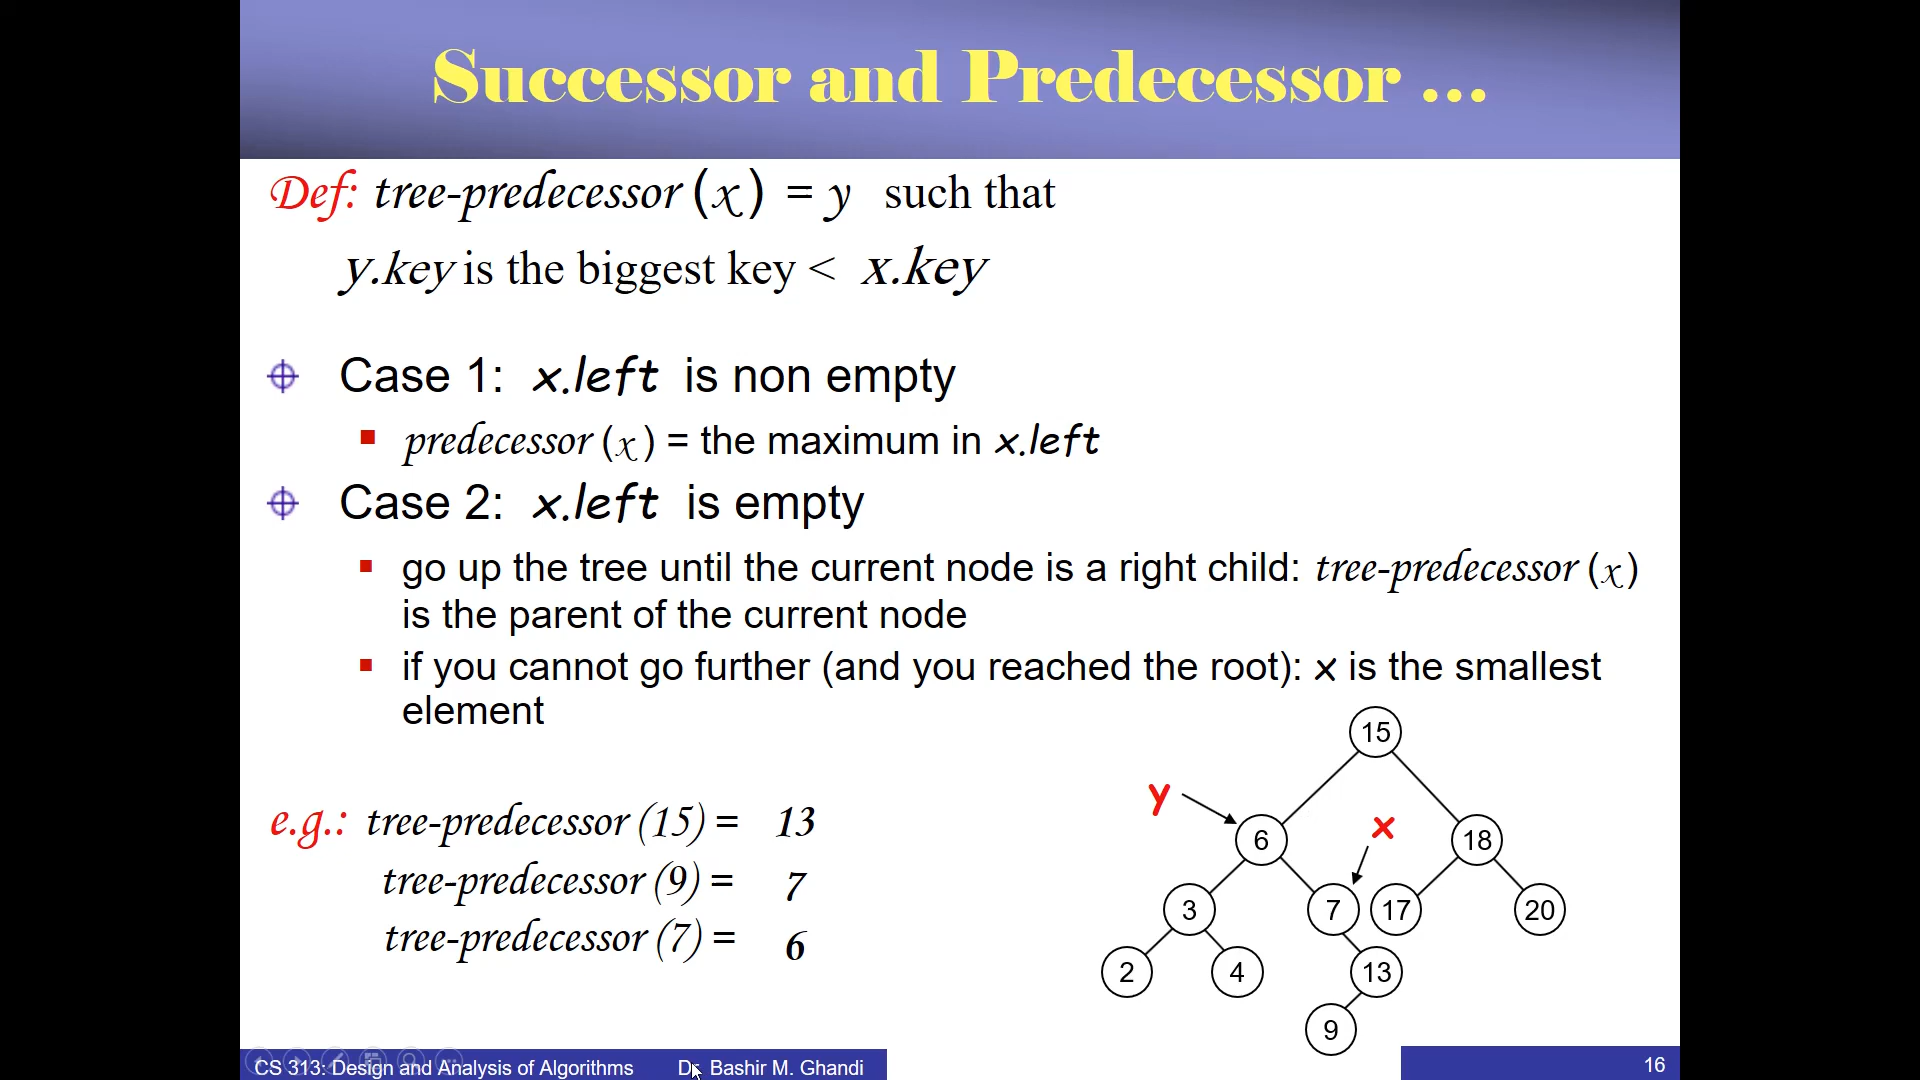 Successor and Predecessor ...
Def: tree-predecessor (x) = y such that
y.key is the biggest key < x.key
Case 1: x.left is non empty
predecessor (x) = the maximum in x.left
Case 2: x.left is empty
go up the tree until the current node is a right child: tree-predecessor (x)
is the parent of the current node
if you cannot go further (and you reached the root): x is the smallest
element
e.g.: tree-predecessor (15) = 13
tree-predecessor (9) = 7
tree-predecessor (7) = 6
15
y
x
6
18
3
7
17
20
2
4
13
9
CS 313: Design and Analysis of Algorithms Dr. Bashir M. Ghandi
16